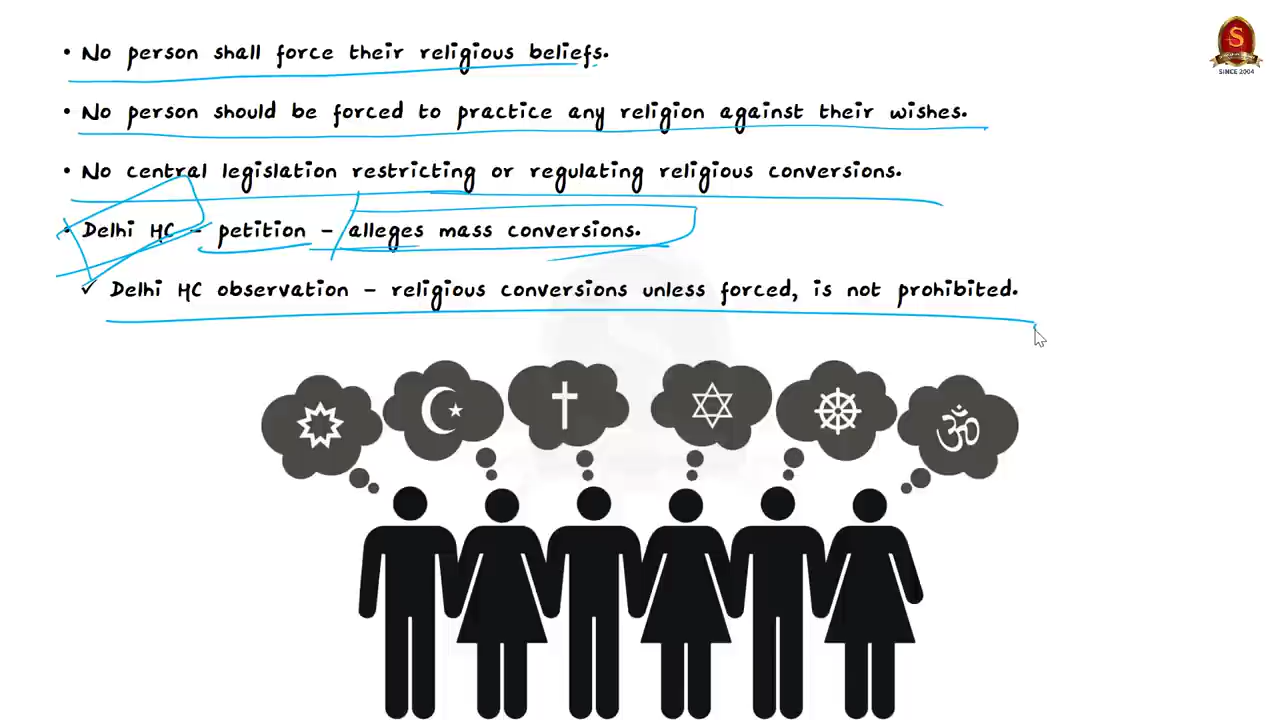 • No person shall force their religious beliefs.
• No person should be forced to practice any religion against their wishes.
• No central legislation restricting or regulating religious conversions.
• Delhi HC - petition - alleges mass conversions.
✓ Delhi HC observation - religious conversions unless forced, is not prohibited.
S
SINCE 2004